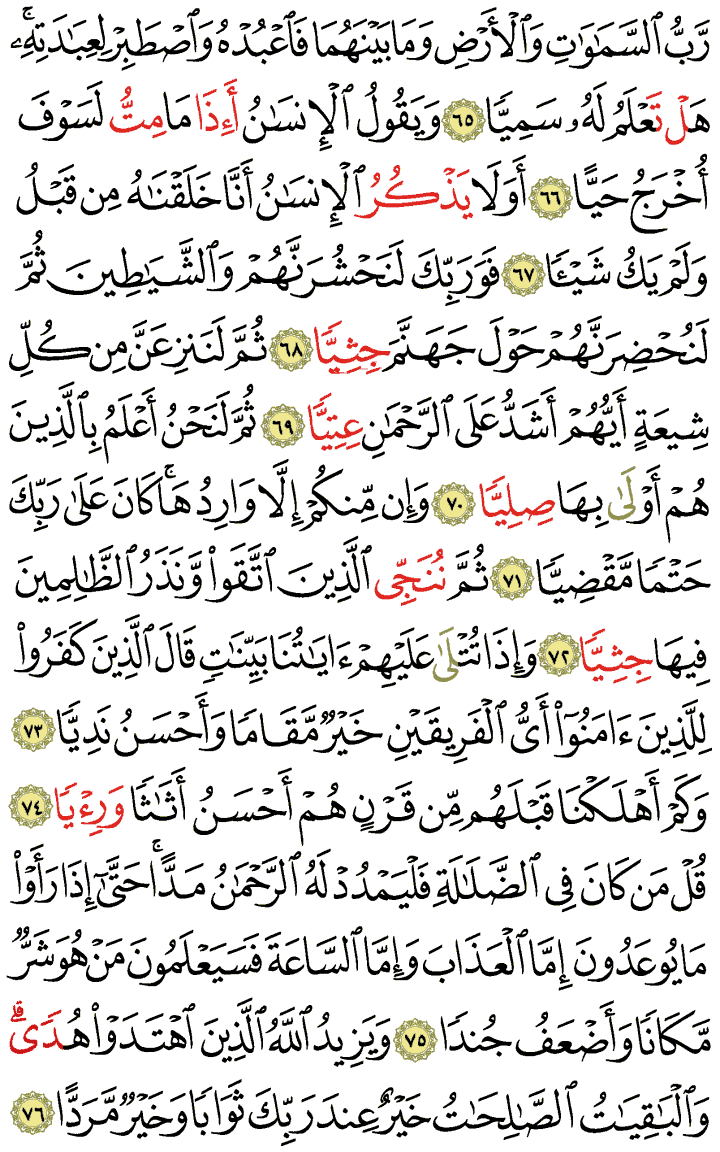 رَّبُّ ٱلسَّمَٰوَٰتِ وَٱلْأَرْضِ وَمَا بَيْنَهُمَا فَٱعْبُدْهُ وَٱصْطَبِرْ لِعِبَٰدَتِهِۦۚ
هَلْ تَعْلَمُ لَهُۥ سَمِيًّا ٦٥ وَيَقُولُ ٱلْإِنسَٰنُ أَءِذَا مَا مِتُّ لَسَوْفَ
أُخْرَجُ حَيًّا ٦٦ أَوَلَا يَذْكُرُ ٱلْإِنسَٰنُ أَنَّا خَلَقْنَٰهُ مِن قَبْلُ
وَلَمْ يَكُ شَيْـًٔا ٦٧ فَوَرَبِّكَ لَنَحْشُرَنَّهُمْ وَٱلشَّيَٰطِينَ ثُمَّ
لَنُحْضِرَنَّهُمْ حَوْلَ جَهَنَّمَ جِثِيًّا ٦٨ ثُمَّ لَنَنزِعَنَّ مِن كُلِّ
شِيعَةٍ أَيُّهُمْ أَشَدُّ عَلَى ٱلرَّحْمَٰنِ عِتِيًّا ٦٩ ثُمَّ لَنَحْنُ أَعْلَمُ بِٱلَّذِينَ
هُمْ أَوْلَىٰ بِهَا صِلِيًّا ٧٠ وَإِن مِّنكُمْ إِلَّا وَارِدُهَاۚ كَانَ عَلَىٰ رَبِّكَ
حَتْمًا مَّقْضِيًّا ٧١ ثُمَّ نُنَجِّى ٱلَّذِينَ ٱتَّقَوا۟ وَّنَذَرُ ٱلظَّٰلِمِينَ
فِيهَا جِثِيًّا ٧٢ وَإِذَا تُتْلَىٰ عَلَيْهِمْ ءَايَٰتُنَا بَيِّنَٰتٍ قَالَ ٱلَّذِينَ كَفَرُوا۟
لِلَّذِينَ ءَامَنُوٓا۟ أَىُّ ٱلْفَرِيقَيْنِ خَيْرٌ مَّقَامًا وَأَحْسَنُ نَدِيًّا ٧٣
وَكَمْ أَهْلَكْنَا قَبْلَهُم مِّن قَرْنٍ هُمْ أَحْسَنُ أَثَٰثًا وَرِءْيًا ٧٤
قُلْ مَن كَانَ فِى ٱلضَّلَٰلَةِ فَلْيَمْدُدْ لَهُ ٱلرَّحْمَٰنُ مَدًّاۚ حَتَّىٰٓ إِذَا رَأَوْا۟
مَا يُوعَدُونَ إِمَّا ٱلْعَذَابَ وَإِمَّا ٱلسَّاعَةَ فَسَيَعْلَمُونَ مَنْ هُوَ شَرٌّ
مَّكَانًا وَأَضْعَفُ جُندًا ٧٥ وَيَزِيدُ ٱللَّهُ ٱلَّذِينَ ٱهْتَدَوْا۟ هُدًىۗ
وَٱلْبَٰقِيَٰتُ ٱلصَّٰلِحَٰتُ خَيْرٌ عِندَ رَبِّكَ ثَوَابًا وَخَيْرٌ مَّرَدًّا ٧٦